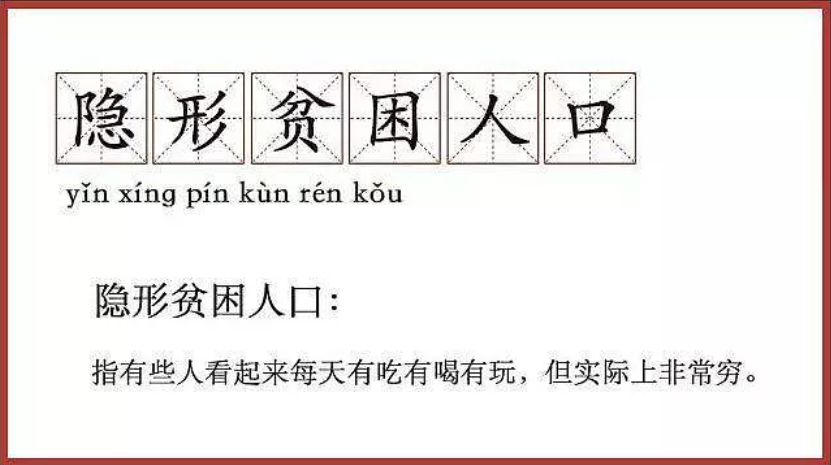 隐形贫困人口
yǐn xíng pín kùn rén kǒu
隐形贫困人口：
指有些人看起来每天有吃有喝有玩，但实际上非常穷。